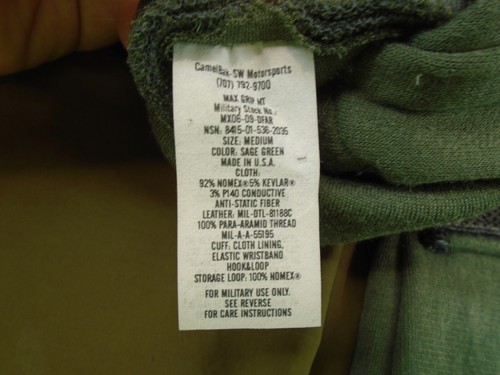 CamelBak-SW Motorsports
(707) 792-9700
MAX GRIP NT
Military Stock No.
MX08-09-DFAR
NSN: 8415-01-536-2035
SIZE: MEDIUM
COLOR: SAGE GREEN
MADE IN U.S.A.
CLOTH:
92% NOMEX® 5% KEVLAR®
3% P140 CONDUCTIVE
ANTI-STATIC FIBER
LEATHER: MIL-DTL-81188C
100% PARA-ARAMID THREAD
MIL-A-A-55195
CUFF: CLOTH LINING,
ELASTIC WRISTBAND
HOOK&LOOP
STORAGE LOOP: 100% NOMEX®
FOR MILITARY USE ONLY.
SEE REVERSE
FOR CARE INSTRUCTIONS